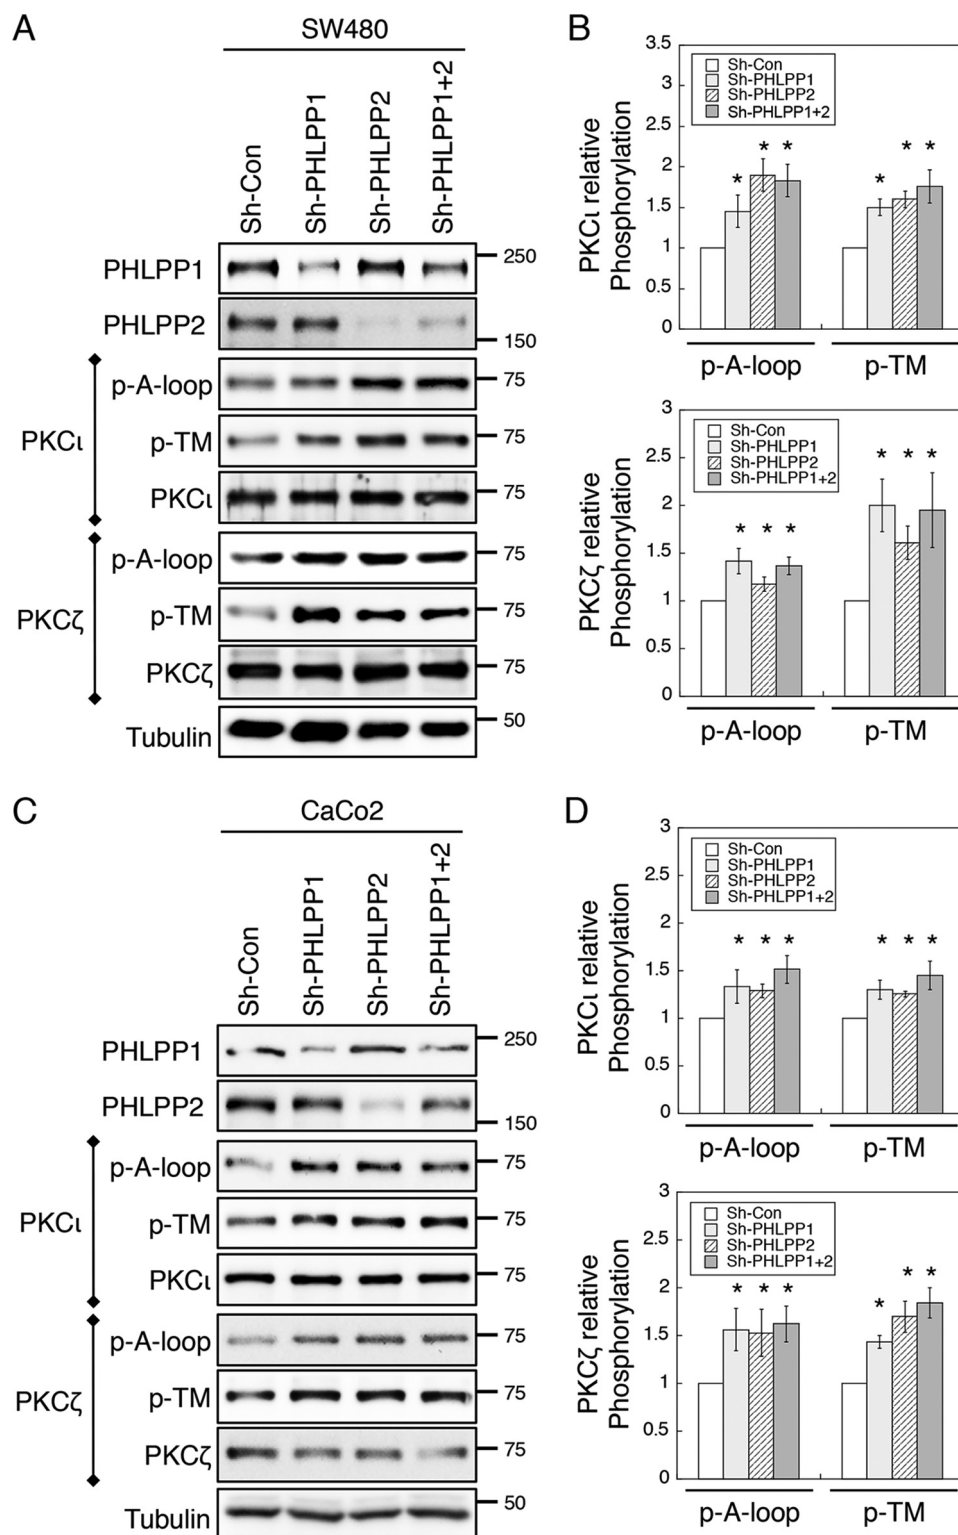 A
SW480
Sh-Con
Sh-PHLPP1
Sh-PHLPP2
Sh-PHLPP1+2
PHLPP1
250
PHLPP2
150
PKCι
p-A-loop
75
p-TM
75
PKCι
75
PKCζ
p-A-loop
75
p-TM
75
PKCζ
75
Tubulin
50
B
PKCι relative
Phosphorylation
3.5
3
2.5
2
1.5
1
0.5
0
Sh-Con
Sh-PHLPP1
Sh-PHLPP2
Sh-PHLPP1+2
* * *
* * *
p-A-loop
p-TM
PKCζ relative
Phosphorylation
3
2.5
2
1.5
1
0.5
0
Sh-Con
Sh-PHLPP1
Sh-PHLPP2
Sh-PHLPP1+2
* * *
* * *
p-A-loop
p-TM
C
CaCo2
Sh-Con
Sh-PHLPP1
Sh-PHLPP2
Sh-PHLPP1+2
PHLPP1
250
PHLPP2
150
PKCι
p-A-loop
75
p-TM
75
PKCι
75
PKCζ
p-A-loop
75
p-TM
75
PKCζ
75
Tubulin
50
D
PKCι relative
Phosphorylation
3
2.5
2
1.5
1
0.5
0
Sh-Con
Sh-PHLPP1
Sh-PHLPP2
Sh-PHLPP1+2
* * *
* * *
p-A-loop
p-TM
PKCζ relative
Phosphorylation
3
2.5
2
1.5
1
0.5
0
Sh-Con
Sh-PHLPP1
Sh-PHLPP2
Sh-PHLPP1+2
* * *
* * *
p-A-loop
p-TM